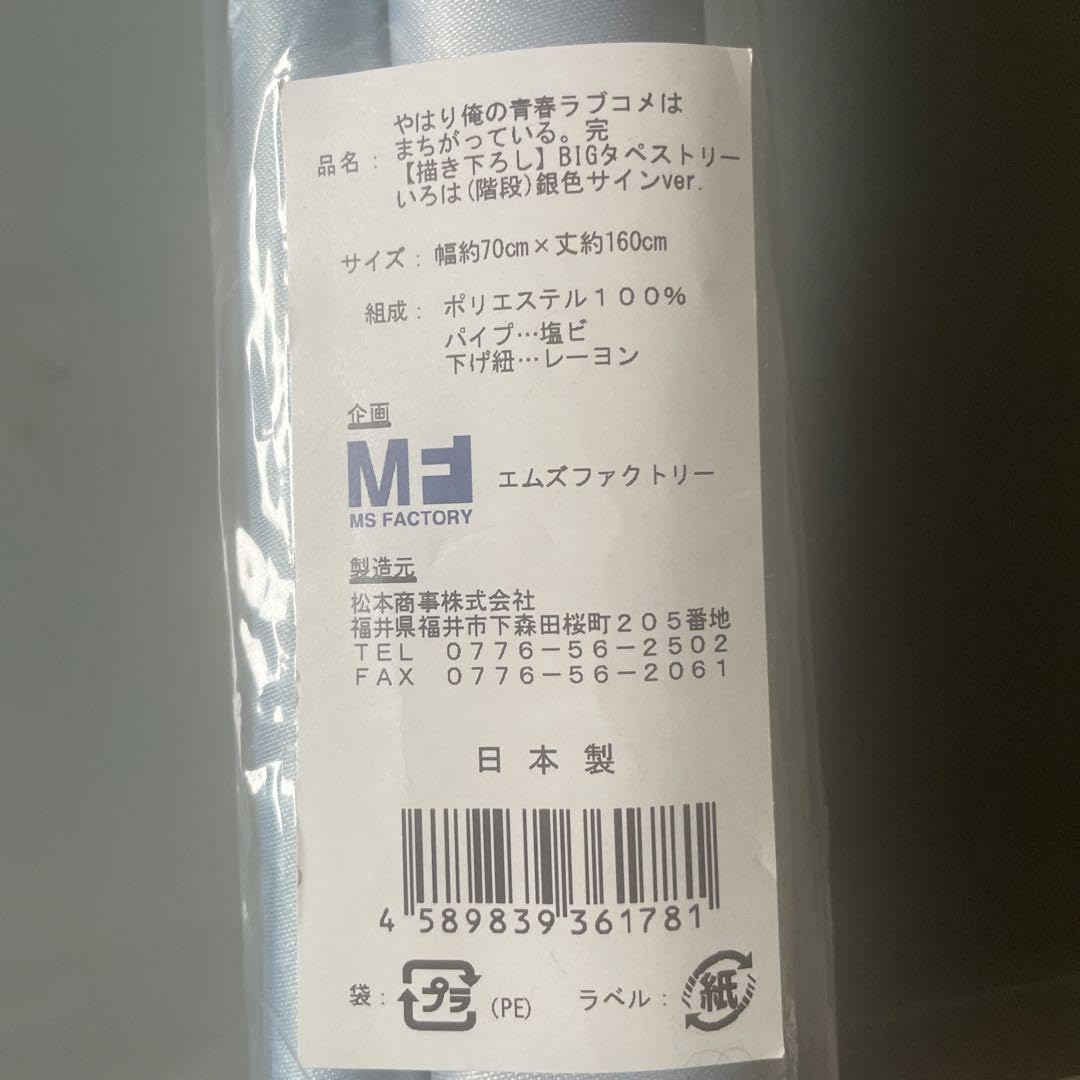 やはり俺の青春ラブコメは
まちがっている。完
品名：【描き下ろし】BIGタペストリー
いろは(階段)銀色サインver.
サイズ：幅約70cm×丈約160cm
組成：ポリエステル１００％
パイプ…塩ビ
下げ紐…レーヨン
企画
MF
MS FACTORY
エムズファクトリー
製造元
松本商事株式会社
福井県福井市下森田桜町２０５番地
ＴＥＬ　０７７６－５６－２５０２
ＦＡＸ　０７７６－５６－２０６１
日本製
4 589839 361781
袋：プラ(PE)　ラベル：紙